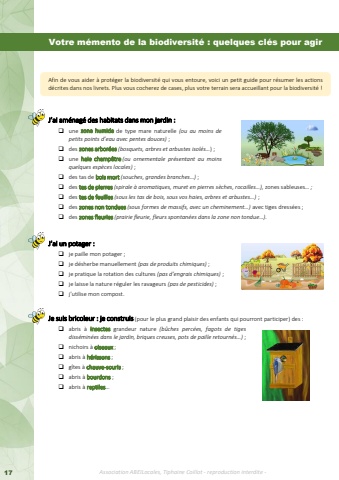 Votre mémento de la biodiversité : quelques clés pour agir
Afin de vous aider à protéger la biodiversité qui vous entoure, voici un petit guide pour résumer les actions
décrites dans nos livrets. Plus vous cocherez de cases, plus votre terrain sera accueillant pour la biodiversité !
J'ai aménagé des habitats dans mon jardin :
❑ une zone humide de type mare naturelle (ou au moins de
petits points d'eau avec pentes douces) ;
❑ des zones arborées (bosquets, arbres et arbustes isolés...) ;
❑ une haie champêtre (ou ornementale présentant au moins
quelques espèces locales) ;
❑ des tas de bois mort (souches, grandes branches...) ;
❑ des tas de pierres (spirale à aromatiques, muret en pierres sèches, rocailles...), zones sableuses... ;
❑ des tas de feuilles (sous les tas de bois, sous vos haies, arbres et arbustes...) ;
❑ des zones non tondues (sous formes de massifs, avec un cheminement...) avec tiges dressées ;
❑ des zones fleuries (prairie fleurie, fleurs spontanées dans la zone non tondue...).
J'ai un potager :
❑ je paille mon potager ;
❑ je désherbe manuellement (pas de produits chimiques) ;
❑ je pratique la rotation des cultures (pas d'engrais chimiques) ;
❑ je laisse la nature réguler les ravageurs (pas de pesticides) ;
❑ j'utilise mon compost.
Je suis bricoleur : je construis (pour le plus grand plaisir des enfants qui pourront participer) des :
❑ abris à insectes grandeur nature (bûches percées, fagots de tiges
disséminées dans le jardin, briques creuses, pots de paille retournés...) ;
❑ nichoirs à oiseaux ;
❑ abris à hérissons ;
❑ gîtes à chauve-souris ;
❑ abris à bourdons ;
❑ abris à reptiles...
17
Association ABEILocales, Tiphanie Daillot - reproduction interdite -